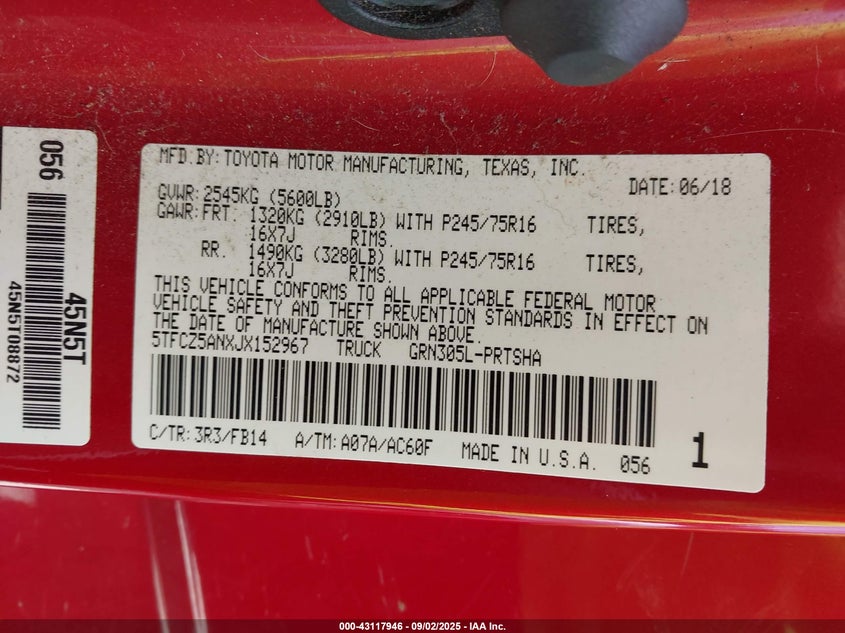 056
45N5T
45N5T08872
MFD.BY:TOYOTA MOTOR MANUFACTURING, TEXAS, INC.
DATE:06/18
GVWR:2545KG (5600LB)
GAWR:FRT. 1320KG (2910LB) WITH P245/75R16 TIRES,
16X7J RIMS.
RR. 1490KG (3280LB) WITH P245/75R16 TIRES,
16X7J RIMS.
THIS VEHICLE CONFORMS TO ALL APPLICABLE FEDERAL MOTOR
VEHICLE SAFETY AND THEFT PREVENTION STANDARDS IN EFFECT ON
THE DATE OF MANUFACTURE SHOWN ABOVE.
5TFCZ5ANXJX152967 TRUCK GRN305L-PRTSHA
C/TR:3R3/FB14 A/TM:A07A/AC60F MADE IN U.S.A. 056 1
000-43117946 - 09/02/2025 - IAA Inc.